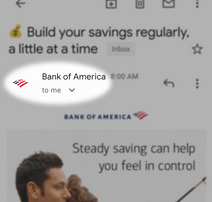 💰 Build your savings regularly,
a little at a time Inbox
Bank of America 8:00 AM
to me
BANK OF AMERICA
Steady saving can help
you feel in control